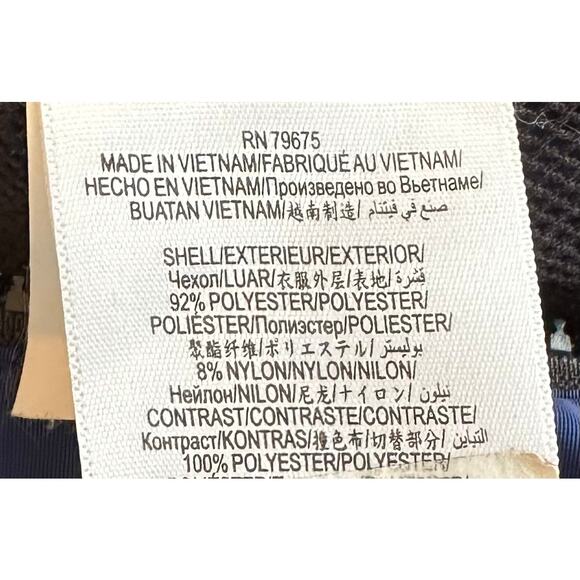 RN 79675
MADE IN VIETNAM/FABRIQUÉ AU VIETNAM/
HECHO EN VIETNAM/Произведено во Вьетнаме/
BUATAN VIETNAM/越南制造/ صنع في فيتنام /
SHELL/EXTERIEUR/EXTERIOR/
Чехол/LUAR/衣服外层/表地/ قشرة /
92% POLYESTER/POLYESTER/
POLIÉSTER/Полиэстер/POLIESTER/
聚酯纤维/ポリエステル/ بوليستر /
8% NYLON/NYLON/NILON/
Нейлон/NILON/尼龙/ナイロン/ نيلون /
CONTRAST/CONTRASTE/CONTRASTE/
Контраст/KONTRAS/撞色布/切替部分/ التباين /
100% POLYESTER/POLYESTER/